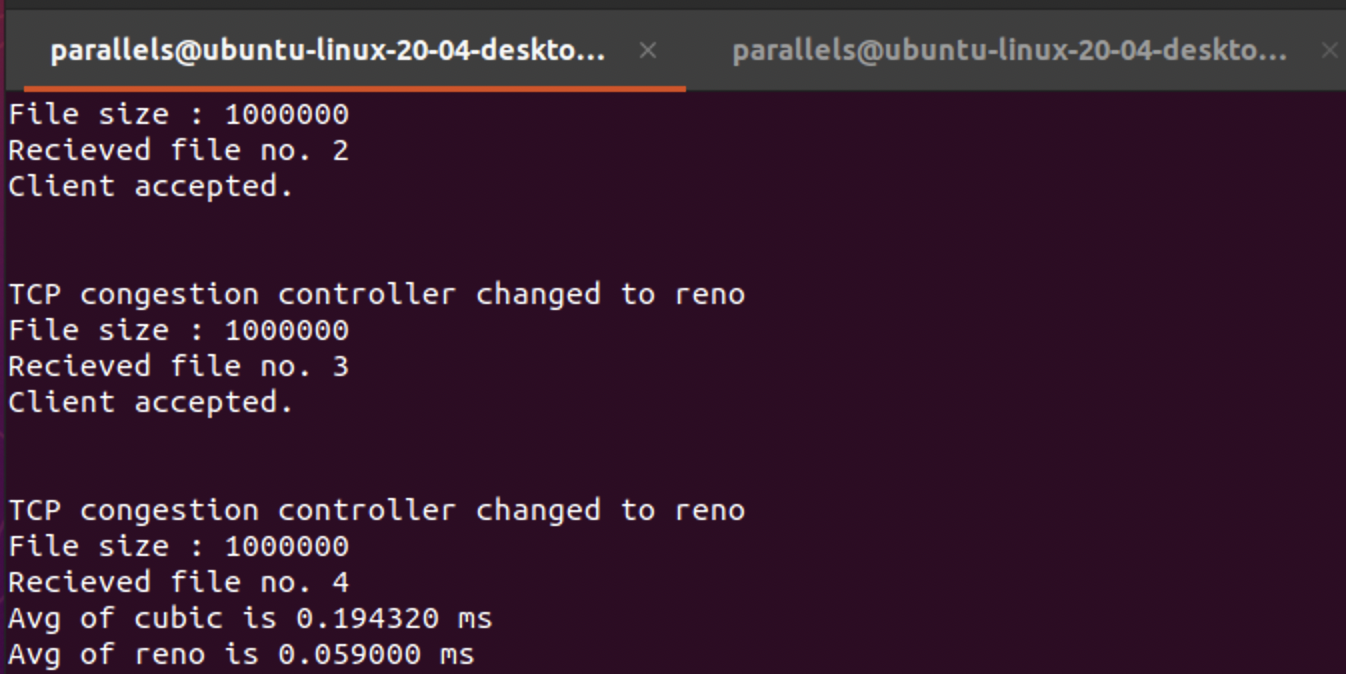 parallels@ubuntu-linux-20-04-deskto... × parallels@ubuntu-linux-20-04-deskto... ×
File size : 1000000
Recieved file no. 2
Client accepted.
TCP congestion controller changed to reno
File size : 1000000
Recieved file no. 3
Client accepted.
TCP congestion controller changed to reno
File size : 1000000
Recieved file no. 4
Avg of cubic is 0.194320 ms
Avg of reno is 0.059000 ms